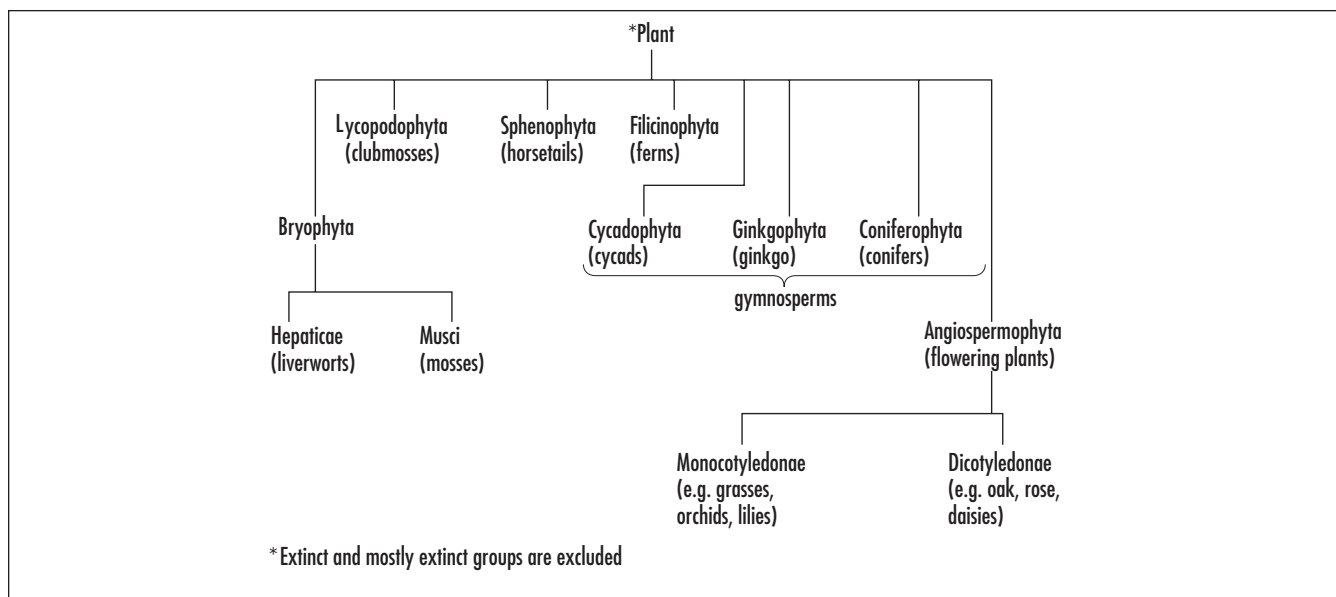 *Plant
Lycopodophyta
(clubmosses)
Sphenophyta
(horsetails)
Filicinophyta
(ferns)
Bryophyta
Cycadophyta
(cycads)
Ginkgophyta
(ginkgo)
Coniferophyta
(conifers)
gymnosperms
Hepaticae
(liverworts)
Musci
(mosses)
Angiospermophyta
(flowering plants)
Monocotyledonae
(e.g. grasses,
orchids, lilies)
Dicotyledonae
(e.g. oak, rose,
daisies)
*Extinct and mostly extinct groups are excluded